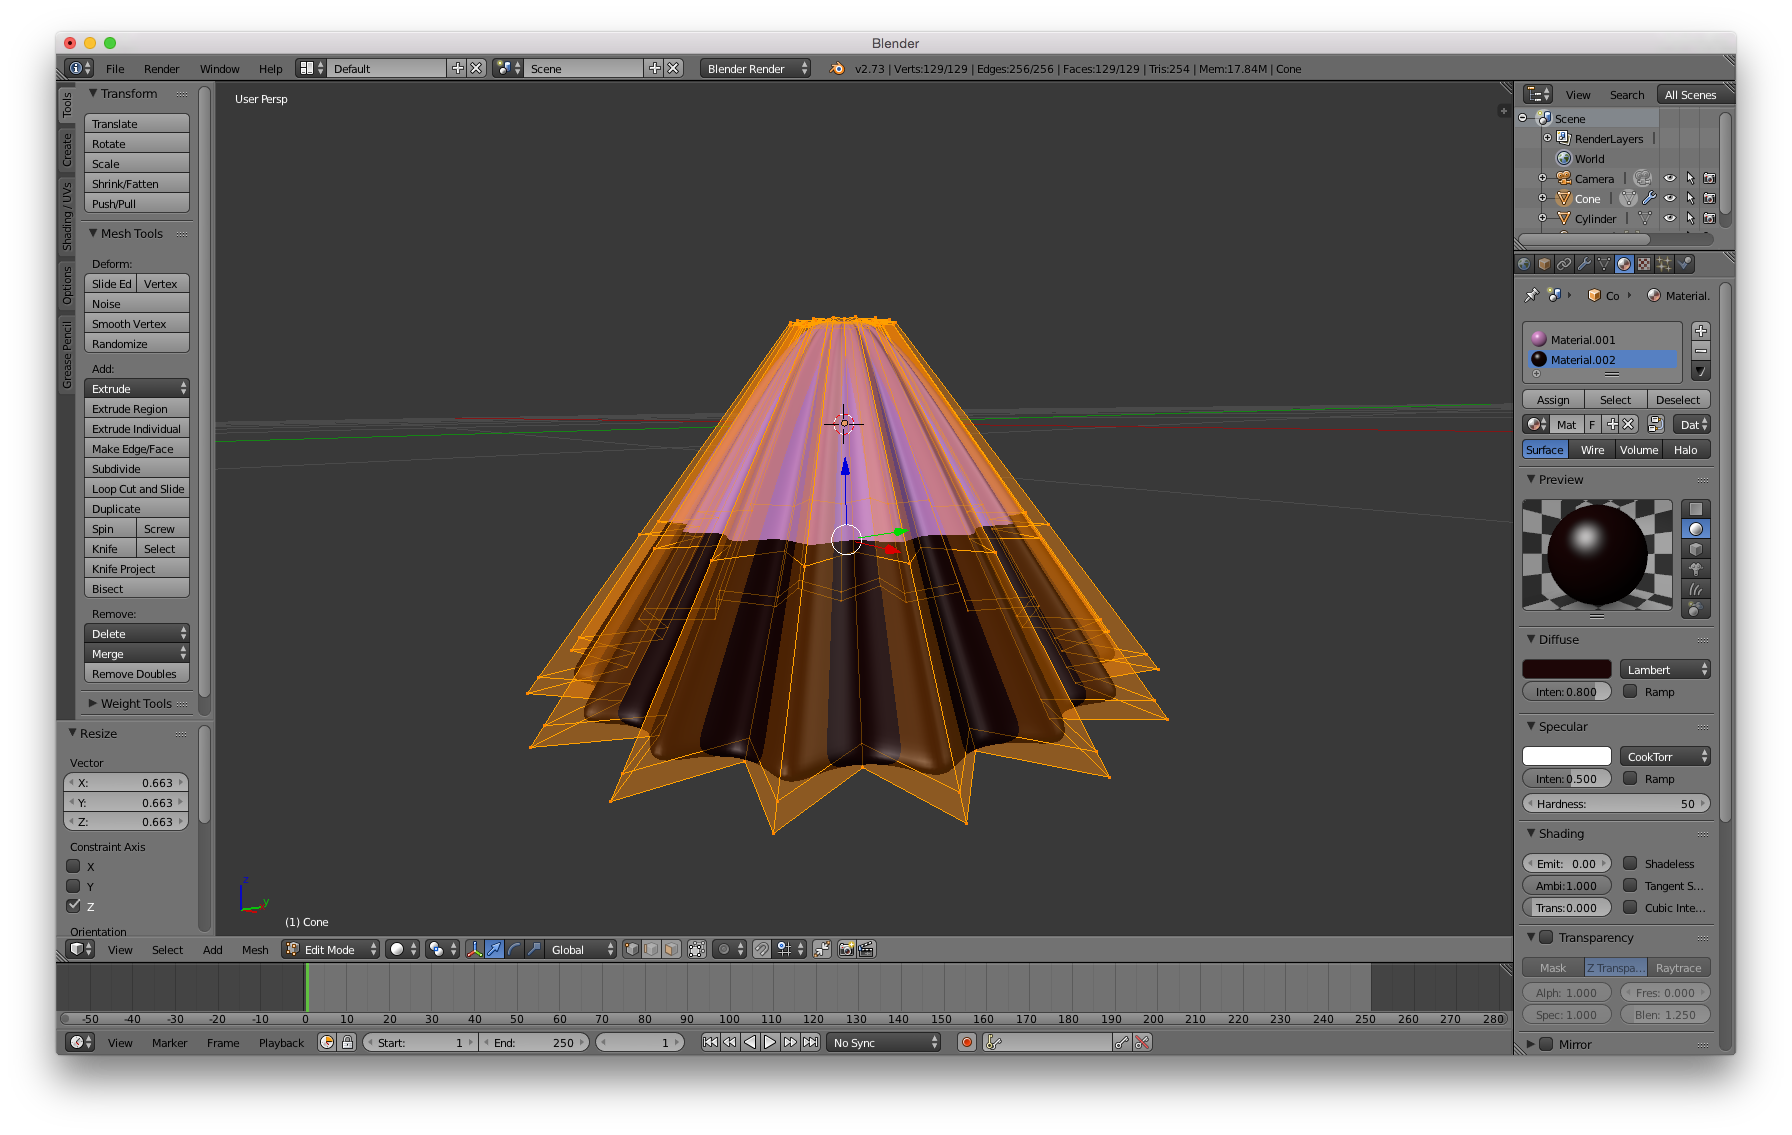 Blender
File Render Window Help Default Scene Blender Render v2.73 | Verts:129/129 | Edges:256/256 | Faces:129/129 | Tris:254 | Mem:17.84M | Cone
Tools
Create
Shading / UVs
Options
Grease Pencil
Transform
Translate
Rotate
Scale
Shrink/Fatten
Push/Pull
Mesh Tools
Deform:
Slide Ed Vertex
Noise
Smooth Vertex
Randomize
Add:
Extrude
Extrude Region
Extrude Individual
Make Edge/Face
Subdivide
Loop Cut and Slide
Duplicate
Spin Screw
Knife Select
Knife Project
Bisect
Remove:
Delete
Merge
Remove Doubles
Weight Tools
Resize
Vector
X: 0.663
Y: 0.663
Z: 0.663
Constraint Axis
X
Y
Z
Orientation
User Persp
z
y
(1) Cone
View Select Add Mesh Edit Mode Global
-50 -40 -30 -20 -10 0 10 20 30 40 50 60 70 80 90 100 110 120 130 140 150 160 170 180 190 200 210 220 230 240 250 260 270 280
View Marker Frame Playback Start: 1 End: 250 1 No Sync
View Search All Scenes
Scene
RenderLayers
World
Camera
Cone
Cylinder
Co Material.
Material.001
Material.002
Assign Select Deselect
Mat F Dat
Surface Wire Volume Halo
Preview
Diffuse
Lambert
Inten:0.800 Ramp
Specular
CookTorr
Inten:0.500 Ramp
Hardness: 50
Shading
Emit: 0.00 Shadeless
Ambi:1.000 Tangent S...
Trans:0.000 Cubic Inte...
Transparency
Mask Z Transpa... Raytrace
Alph: 1.000 Fres: 0.000
Spec: 1.000 Blen: 1.250
Mirror